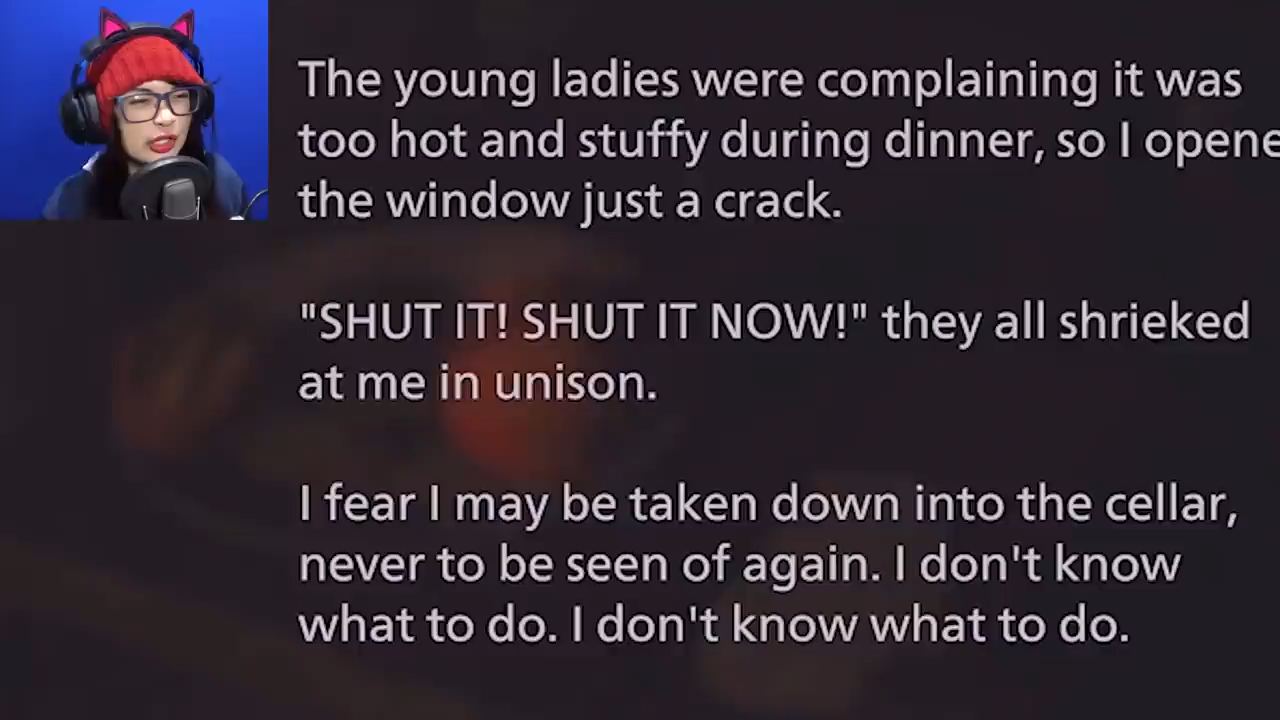 The young ladies were complaining it was
too hot and stuffy during dinner, so I opene
the window just a crack.
"SHUT IT! SHUT IT NOW!" they all shrieked
at me in unison.
I fear I may be taken down into the cellar,
never to be seen of again. I don't know
what to do. I don't know what to do.